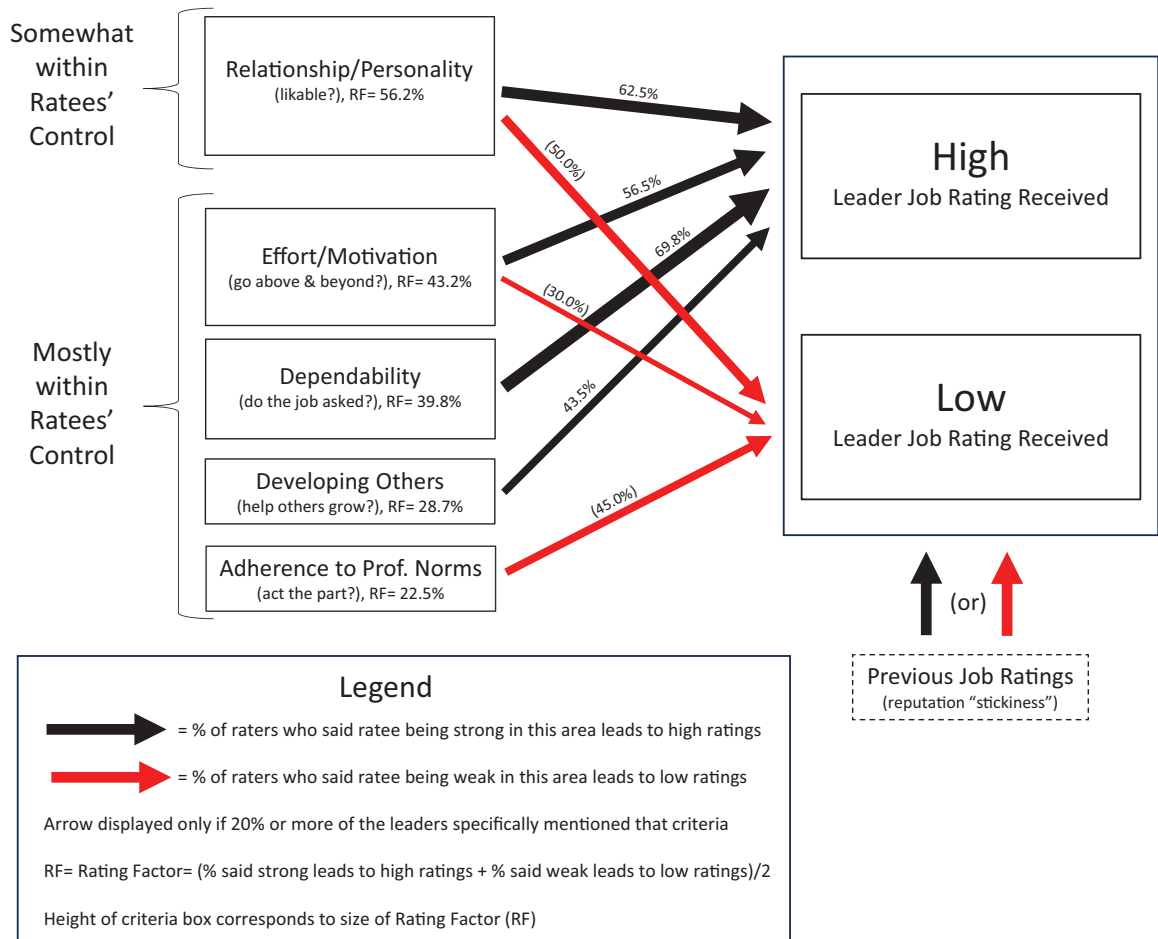 Somewhat
within
Ratees’
Control
Relationship/Personality
(likable?), RF= 56.2%
Mostly
within
Ratees’
Control
Effort/Motivation
(go above & beyond?), RF= 43.2%
Dependability
(do the job asked?), RF= 39.8%
Developing Others
(help others grow?), RF= 28.7%
Adherence to Prof. Norms
(act the part?), RF= 22.5%
62.5%
(50.0%)
56.5%
69.8%
(30.0%)
43.5%
(45.0%)
High
Leader Job Rating Received
Low
Leader Job Rating Received
(or)
Previous Job Ratings
(reputation “stickiness”)
Legend
= % of raters who said ratee being strong in this area leads to high ratings
= % of raters who said ratee being weak in this area leads to low ratings
Arrow displayed only if 20% or more of the leaders specifically mentioned that criteria
RF= Rating Factor= (% said strong leads to high ratings + % said weak leads to low ratings)/2
Height of criteria box corresponds to size of Rating Factor (RF)